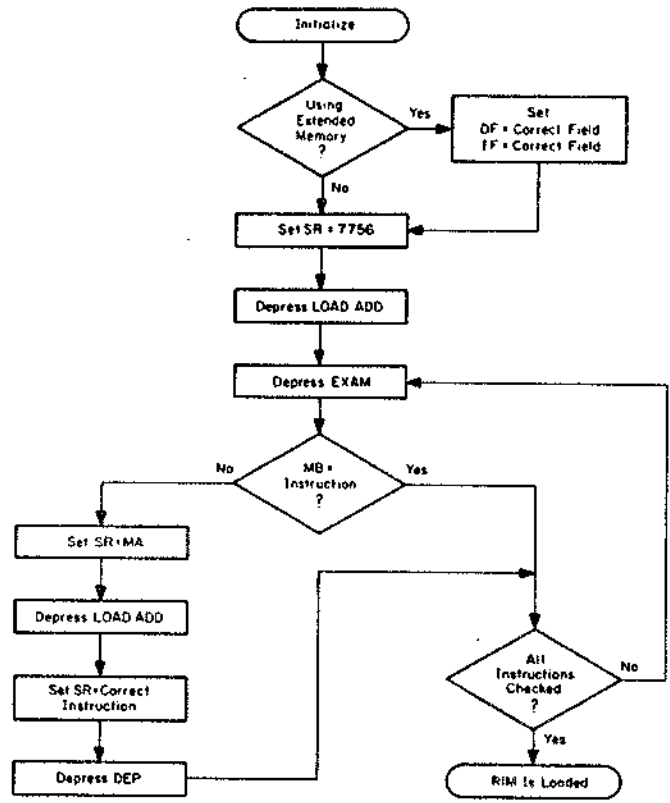 Initialize
Using
Extended
Memory
?
Yes
Set
DF = Correct Field
IF = Correct Field
No
Set SR = 7756
Depress LOAD ADD
Depress EXAM
No
MB =
Instruction
?
Yes
Set SR=MA
Depress LOAD ADD
Set SR=Correct
Instruction
Depress DEP
All
Instructions
Checked
?
No
Yes
RIM Is Loaded